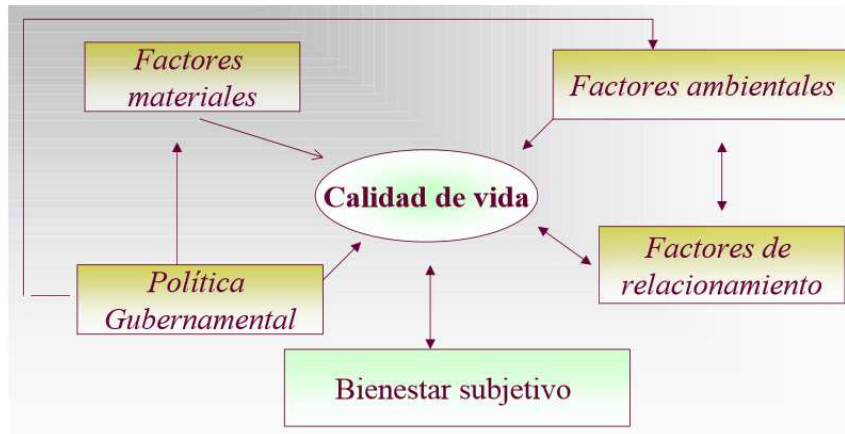 Factores
materiales
Factores ambientales
Calidad de vida
Política
Gubernamental
Factores de
relacionamiento
Bienestar subjetivo